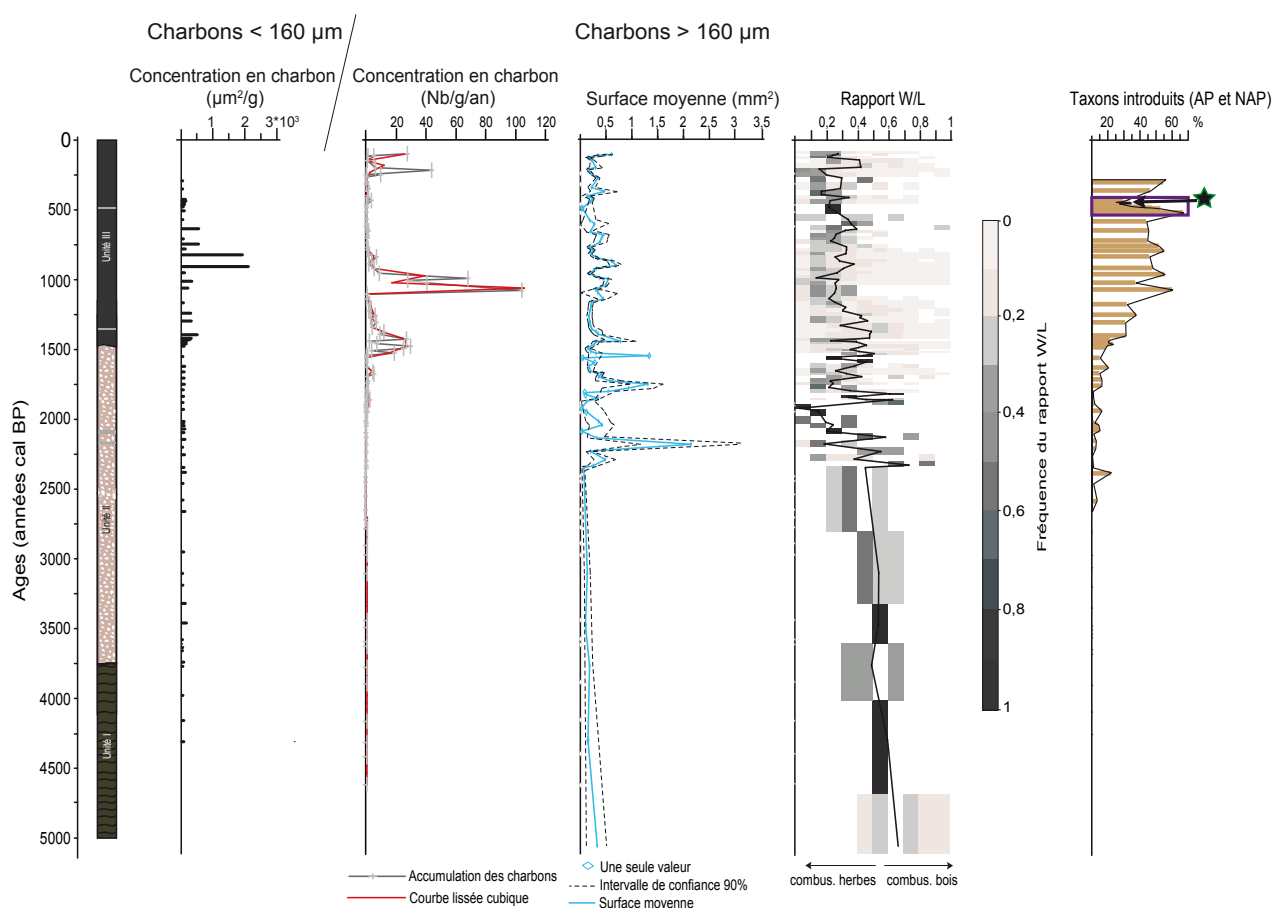 Charbons < 160 µm
Charbons > 160 µm
Concentration en charbon
(µm²/g)
Concentration en charbon
(Nb/g/an)
Surface moyenne (mm²)
Rapport W/L
Taxons introduits (AP et NAP)
0 1 2 3*10³
0 20 40 60 80 100 120
0 0,5 1 1,5 2 2,5 3 3,5
0,2 0,4 0,6 0,8 1
20 40 60 %
Ages (années cal BP)
0
500
1000
1500
2000
2500
3000
3500
4000
4500
5000
Unité III
Unité II
Unité I
Fréquence du rapport W/L
0
0,2
0,4
0,6
0,8
1
Accumulation des charbons
Courbe lissée cubique
Une seule valeur
Intervalle de confiance 90%
Surface moyenne
combus. herbes
combus. bois